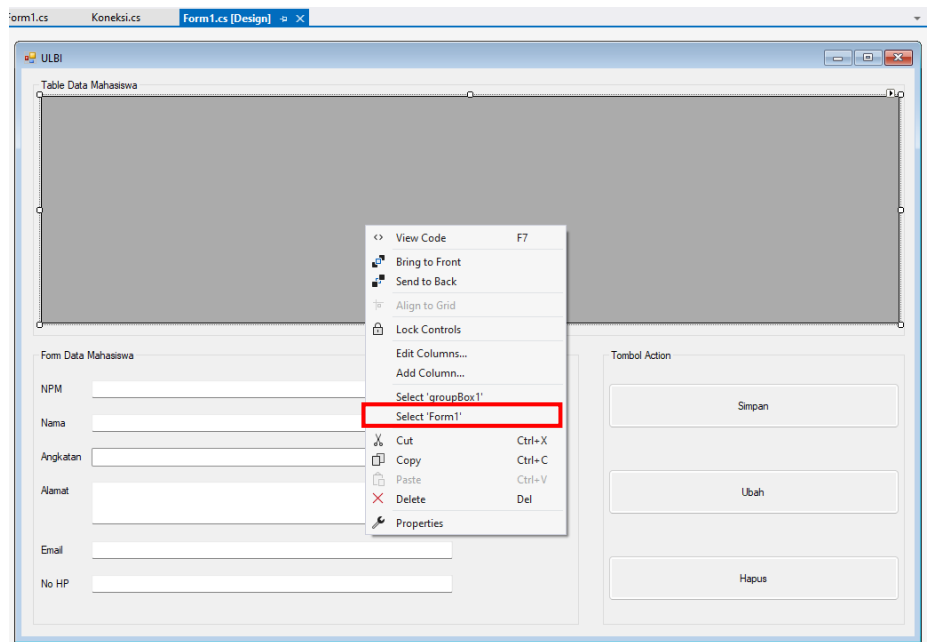 Form1.cs Koneksi.cs Form1.cs [Design]
ULBI
Table Data Mahasiswa
View Code F7
Bring to Front
Send to Back
Align to Grid
Lock Controls
Edit Columns...
Add Column...
Select 'groupBox1'
Select 'Form1'
Cut Ctrl+X
Copy Ctrl+C
Paste Ctrl+V
Delete Del
Properties
Form Data Mahasiswa
NPM
Nama
Angkatan
Alamat
Email
No HP
Tombol Action
Simpan
Ubah
Hapus